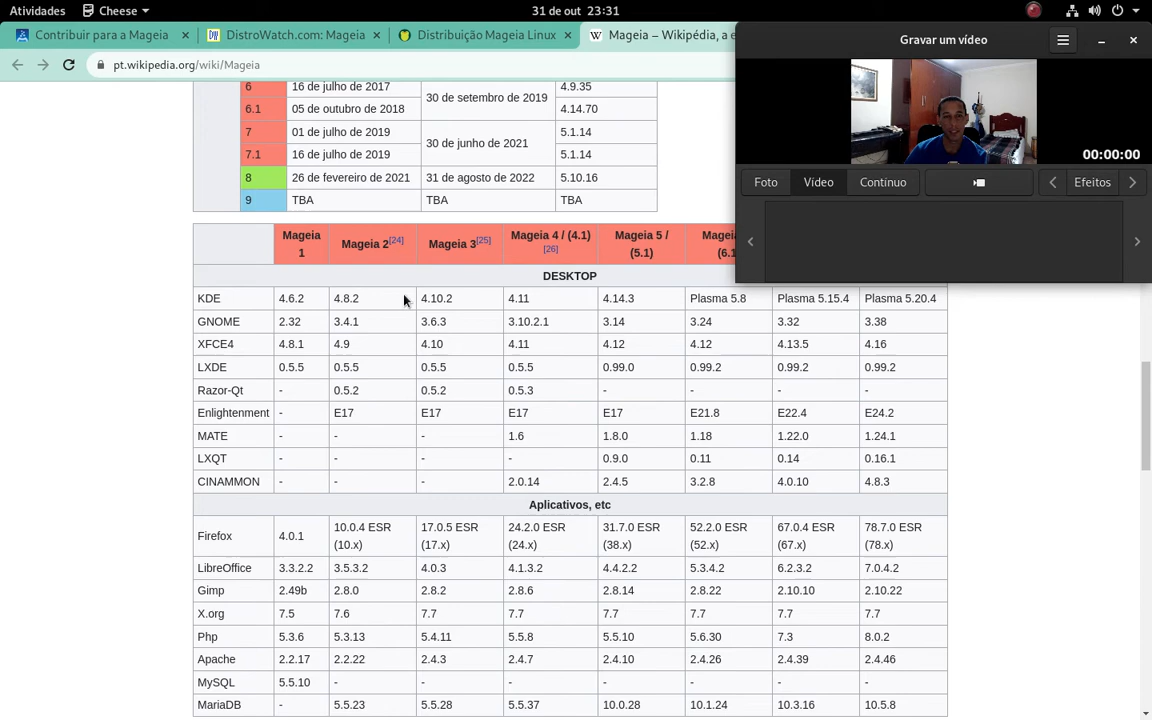 Atividades Cheese 31 de out 23:31
Contribuir para a Mageia DistroWatch.com: Mageia Distribuição Mageia Linux Mageia – Wikipédia, a e
Gravar um vídeo
pt.wikipedia.org/wiki/Mageia
00:00:00
Foto Vídeo Contínuo Efeitos
6 16 de julho de 2017 30 de setembro de 2019 4.9.35
6.1 05 de outubro de 2018 4.14.70
7 01 de julho de 2019 30 de junho de 2021 5.1.14
7.1 16 de julho de 2019 5.1.14
8 26 de fevereiro de 2021 31 de agosto de 2022 5.10.16
9 TBA TBA TBA
Mageia 1 Mageia 2[24] Mageia 3[25] Mageia 4 / (4.1) [26] Mageia 5 / (5.1) (6.1
DESKTOP
KDE 4.6.2 4.8.2 4.10.2 4.11 4.14.3 Plasma 5.8 Plasma 5.15.4 Plasma 5.20.4
GNOME 2.32 3.4.1 3.6.3 3.10.2.1 3.14 3.24 3.32 3.38
XFCE4 4.8.1 4.9 4.10 4.11 4.12 4.12 4.13.5 4.16
LXDE 0.5.5 0.5.5 0.5.5 0.5.5 0.99.0 0.99.2 0.99.2 0.99.2
Razor-Qt - 0.5.2 0.5.2 0.5.3 - - - -
Enlightenment - E17 E17 E17 E17 E21.8 E22.4 E24.2
MATE - - - 1.6 1.8.0 1.18 1.22.0 1.24.1
LXQT - - - - 0.9.0 0.11 0.14 0.16.1
CINAMMON - - - 2.0.14 2.4.5 3.2.8 4.0.10 4.8.3
Aplicativos, etc
Firefox 4.0.1 10.0.4 ESR (10.x) 17.0.5 ESR (17.x) 24.2.0 ESR (24.x) 31.7.0 ESR (38.x) 52.2.0 ESR (52.x) 67.0.4 ESR (67.x) 78.7.0 ESR (78.x)
LibreOffice 3.3.2.2 3.5.3.2 4.0.3 4.1.3.2 4.4.2.2 5.3.4.2 6.2.3.2 7.0.4.2
Gimp 2.49b 2.8.0 2.8.2 2.8.6 2.8.14 2.8.22 2.10.10 2.10.22
X.org 7.5 7.6 7.7 7.7 7.7 7.7 7.7 7.7
Php 5.3.6 5.3.13 5.4.11 5.5.8 5.5.10 5.6.30 7.3 8.0.2
Apache 2.2.17 2.2.22 2.4.3 2.4.7 2.4.10 2.4.26 2.4.39 2.4.46
MySQL 5.5.10 - - - - - - -
MariaDB - 5.5.23 5.5.28 5.5.37 10.0.28 10.1.24 10.3.16 10.5.8